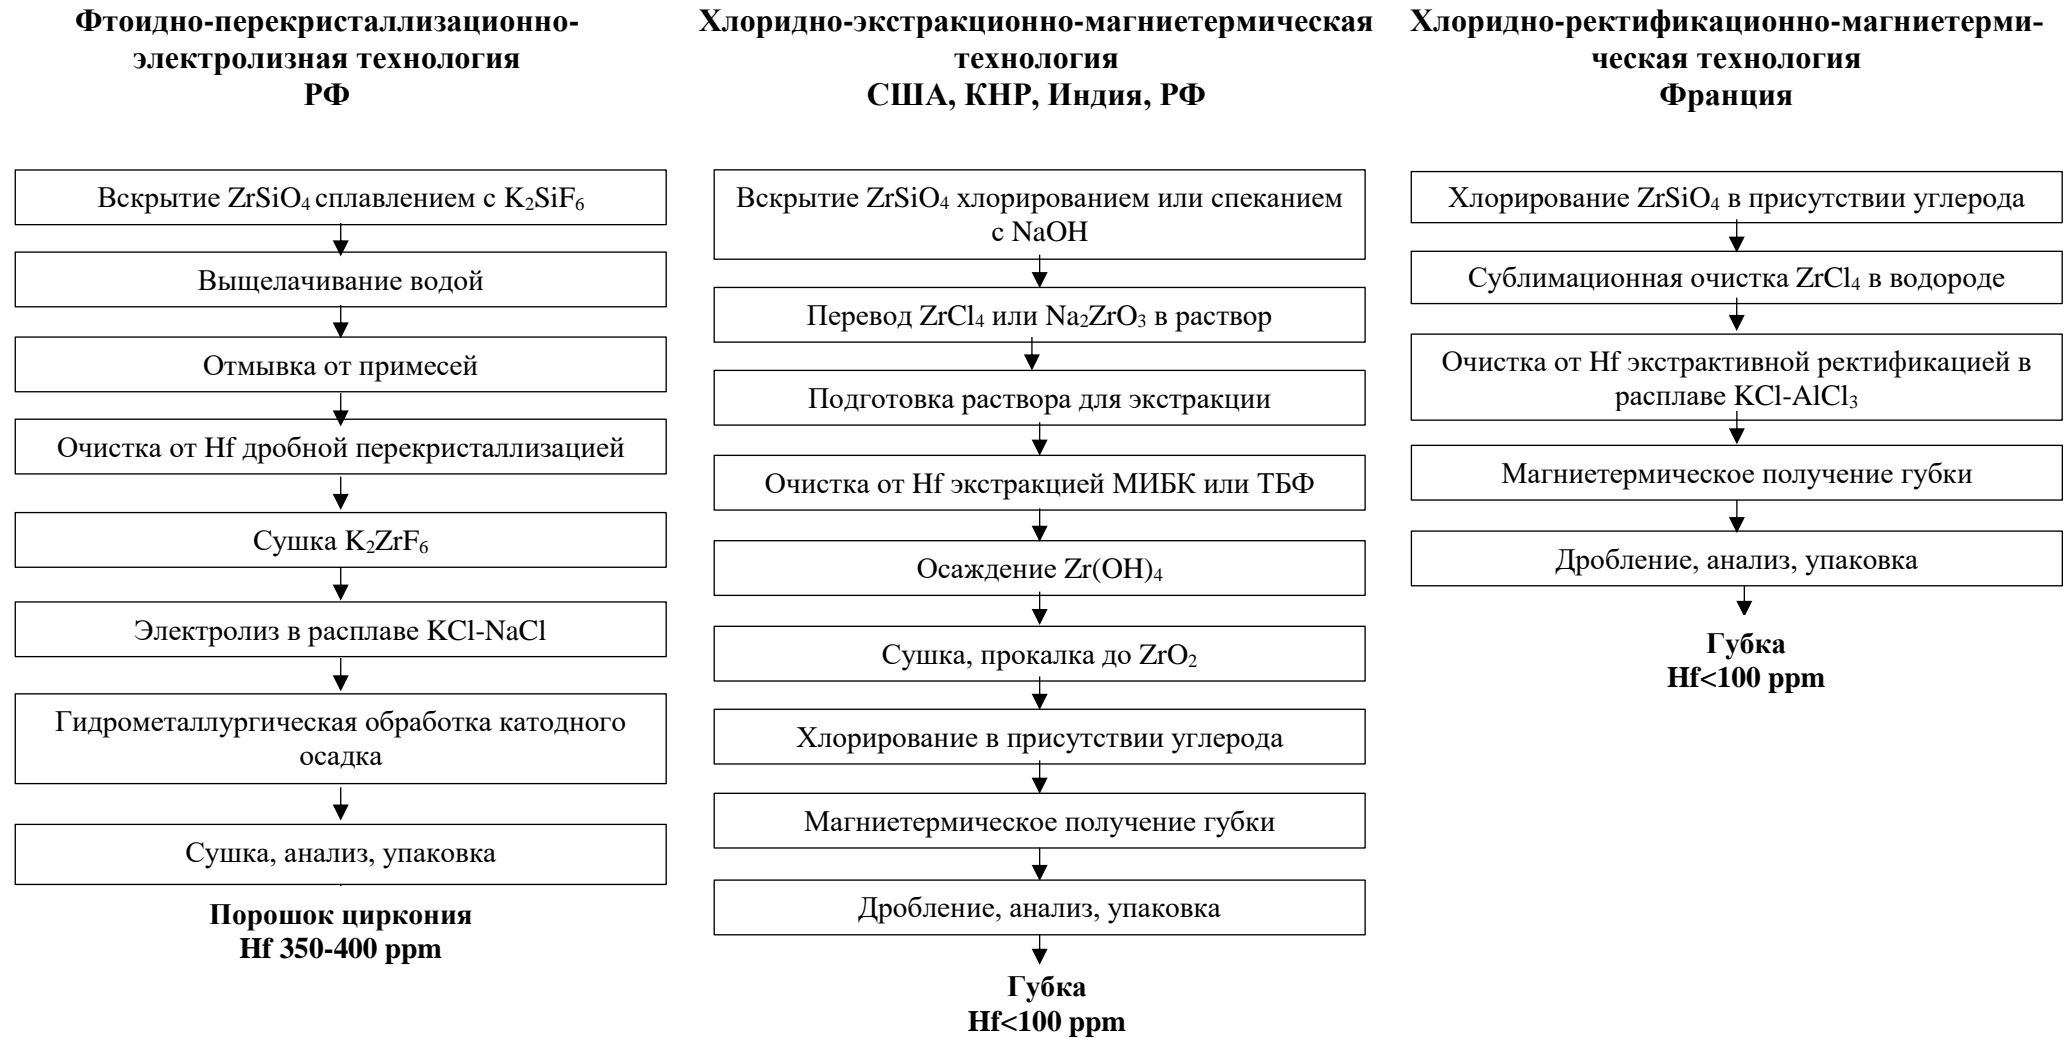 Фтоидно-перекристаллизационно-
электролизная технология
РФ
Вскрытие ZrSiO₄ сплавлением с K₂SiF₆
Выщелачивание водой
Отмывка от примесей
Очистка от Hf дробной перекристаллизацией
Сушка K₂ZrF₆
Электролиз в расплаве KCl-NaCl
Гидрометаллургическая обработка катодного
осадка
Сушка, анализ, упаковка
Порошок циркония
Hf 350-400 ppm
Хлоридно-экстракционно-магниетермическая
технология
США, КНР, Индия, РФ
Вскрытие ZrSiO₄ хлорированием или спеканием
с NaOH
Перевод ZrCl₄ или Na₂ZrO₃ в раствор
Подготовка раствора для экстракции
Очистка от Hf экстракцией МИБК или ТБФ
Осаждение Zr(OH)₄
Сушка, прокалка до ZrO₂
Хлорирование в присутствии углерода
Магниетермическое получение губки
Дробление, анализ, упаковка
Губка
Hf<100 ppm
Хлоридно-ректификационно-магниетерми-
ческая технология
Франция
Хлорирование ZrSiO₄ в присутствии углерода
Сублимационная очистка ZrCl₄ в водороде
Очистка от Hf экстрактивной ректификацией в
расплаве KCl-AlCl₃
Магниетермическое получение губки
Дробление, анализ, упаковка
Губка
Hf<100 ppm